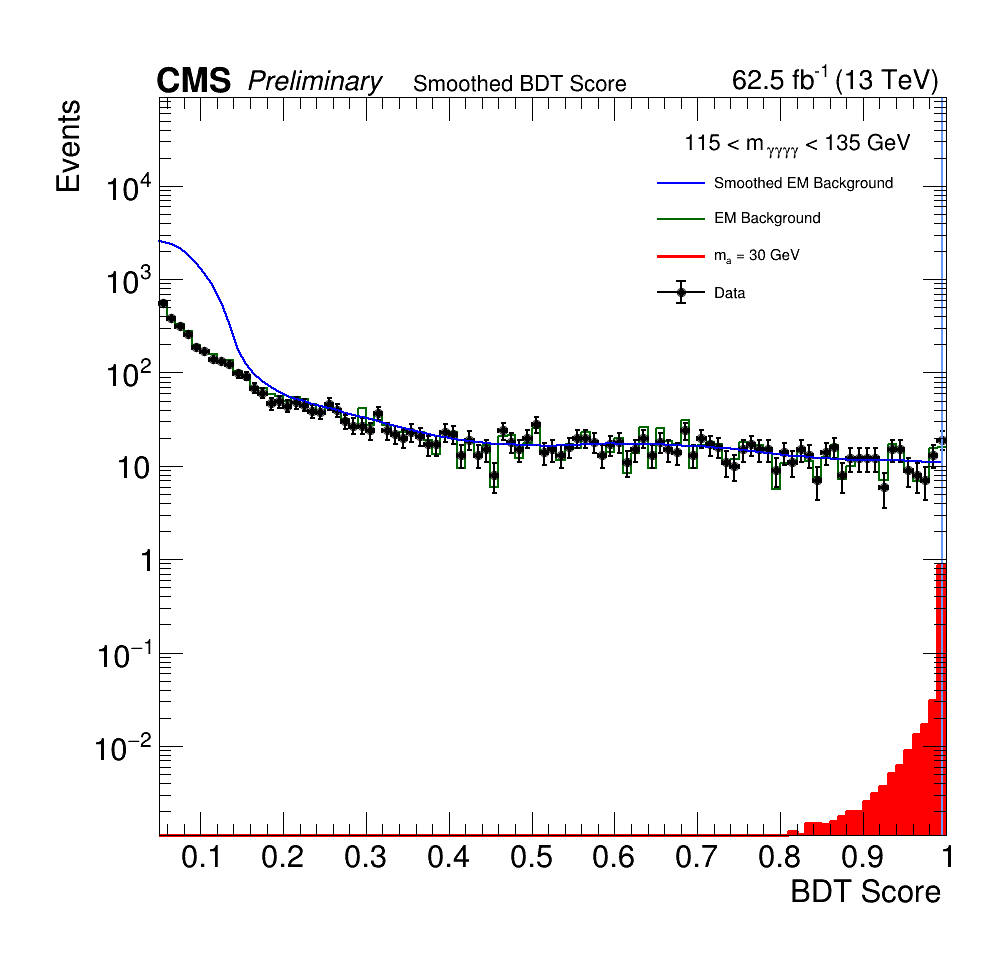 CMS Preliminary Smoothed BDT Score 62.5 fb⁻¹ (13 TeV)
Events
115 < m γγγγ < 135 GeV
Smoothed EM Background
EM Background
mₐ = 30 GeV
Data
10⁴
10³
10²
10
1
10⁻¹
10⁻²
0.1 0.2 0.3 0.4 0.5 0.6 0.7 0.8 0.9 1
BDT Score